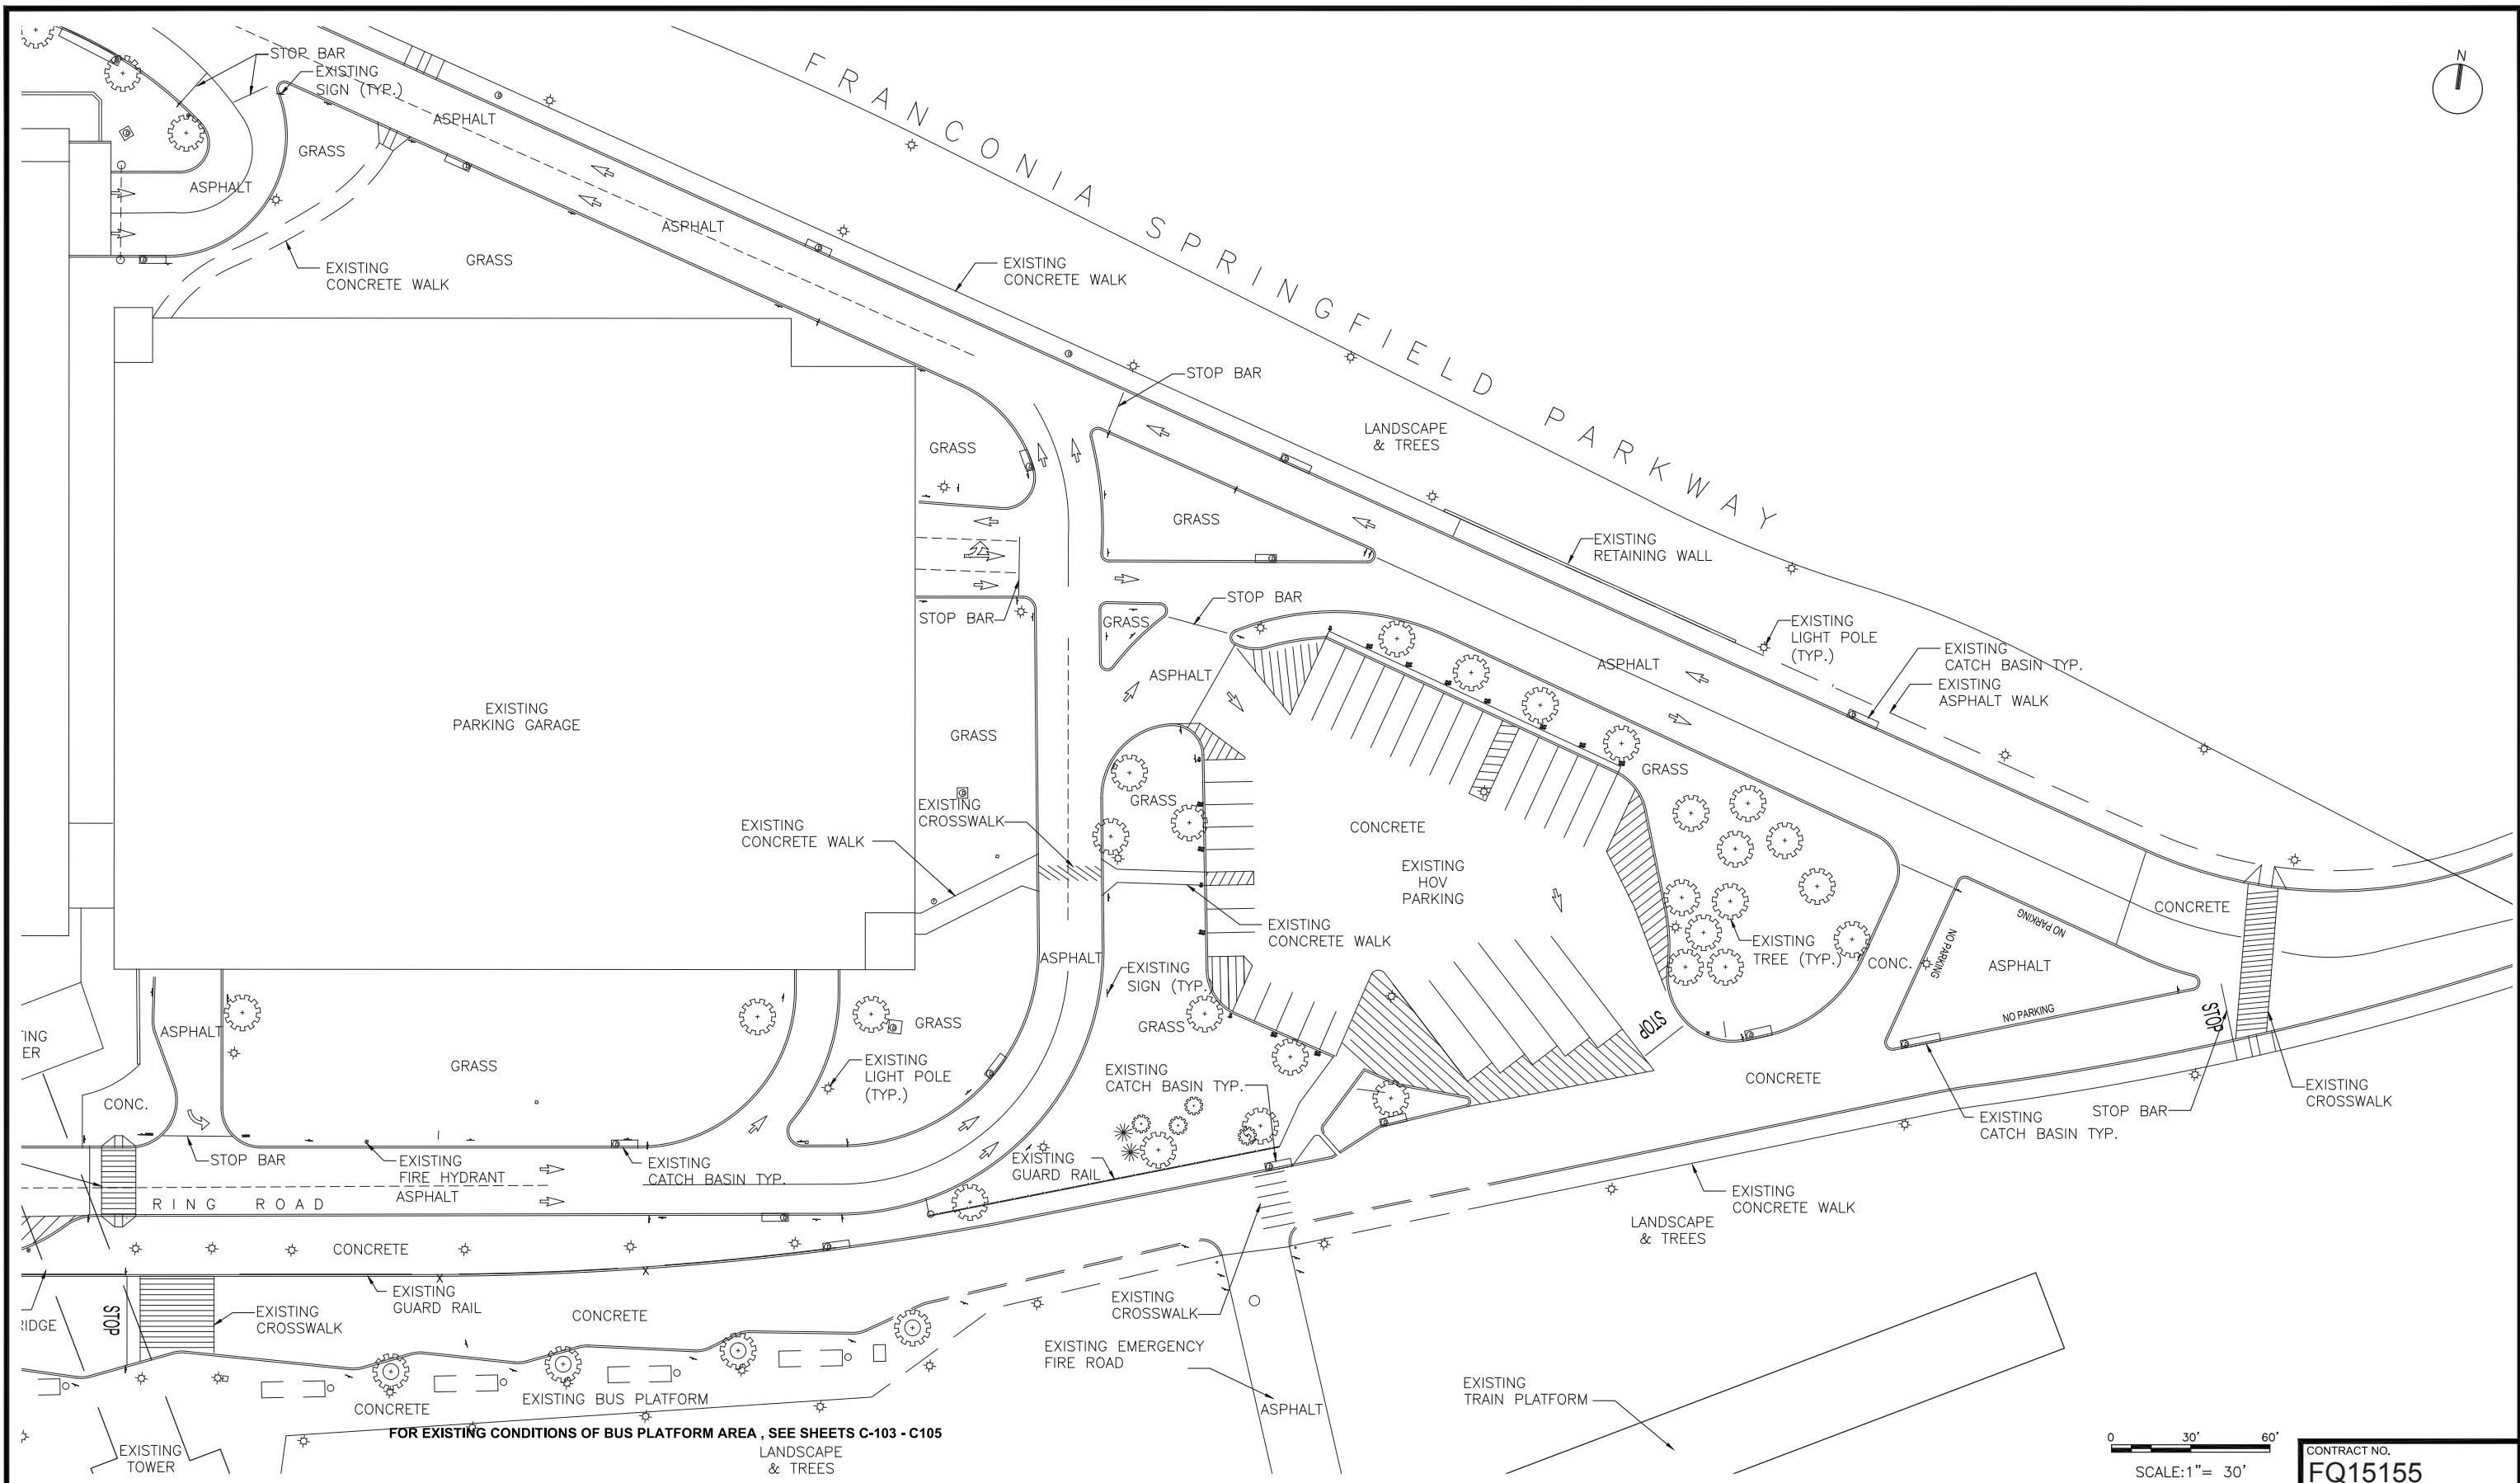 STOP BAR
EXISTING
SIGN (TYP.)
ASPHALT
GRASS
ASPHALT
EXISTING
CONCRETE WALK
GRASS
ASPHALT
FRANCONIA SPRINGFIELD PARKWAY
N
EXISTING
CONCRETE WALK
STOP BAR
LANDSCAPE
& TREES
GRASS
GRASS
EXISTING
RETAINING WALL
STOP BAR
STOP BAR
GRASS
EXISTING
LIGHT POLE
(TYP.)
EXISTING
CATCH BASIN TYP.
EXISTING
ASPHALT WALK
ASPHALT
ASPHALT
EXISTING
PARKING GARAGE
GRASS
GRASS
GRASS
EXISTING
CROSSWALK
EXISTING
CONCRETE WALK
CONCRETE
EXISTING
HOV
PARKING
EXISTING
CONCRETE WALK
ASPHALT
EXISTING
SIGN (TYP.)
GRASS
EXISTING
TREE (TYP.)
CONC.
NO PARKING
NO PARKING
ASPHALT
NO PARKING
CONCRETE
STOP
STOP
CONCRETE
STOP BAR
EXISTING
CROSSWALK
EXISTING
CATCH BASIN TYP.
TING
ER
ASPHALT
GRASS
GRASS
EXISTING
LIGHT POLE
(TYP.)
EXISTING
CATCH BASIN TYP.
CONC.
STOP BAR
EXISTING
FIRE HYDRANT
EXISTING
CATCH BASIN TYP.
EXISTING
GUARD RAIL
RING ROAD
ASPHALT
CONCRETE
EXISTING
CONCRETE WALK
LANDSCAPE
& TREES
RIDGE
STOP
EXISTING
CROSSWALK
EXISTING
GUARD RAIL
CONCRETE
EXISTING
CROSSWALK
EXISTING EMERGENCY
FIRE ROAD
ASPHALT
EXISTING
TRAIN PLATFORM
EXISTING BUS PLATFORM
CONCRETE
FOR EXISTING CONDITIONS OF BUS PLATFORM AREA , SEE SHEETS C-103 - C105
LANDSCAPE
& TREES
EXISTING
TOWER
0 30' 60'
SCALE:1"= 30'
CONTRACT NO.
FQ15155